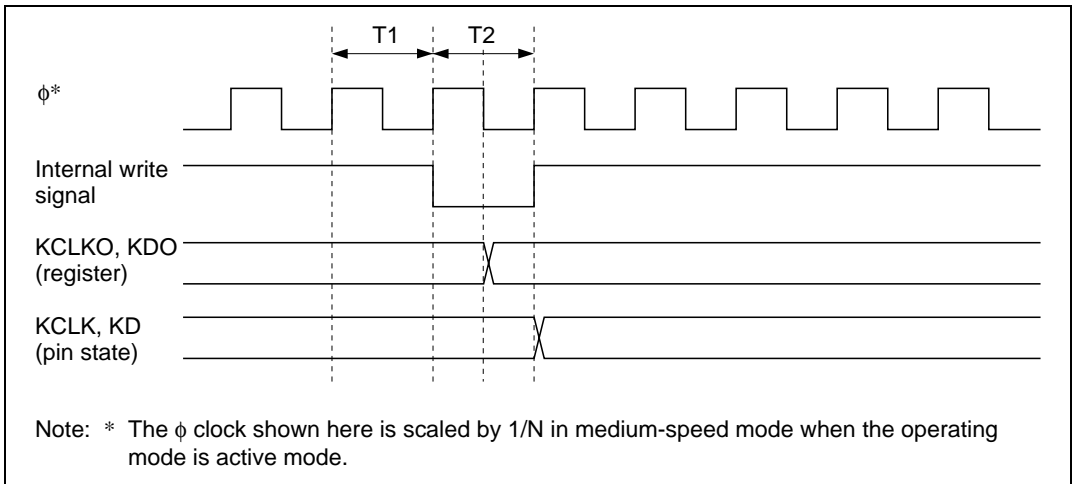 T1 T2
ϕ*
Internal write
signal
KCLKO, KDO
(register)
KCLK, KD
(pin state)
Note: * The ϕ clock shown here is scaled by 1/N in medium-speed mode when the operating
mode is active mode.